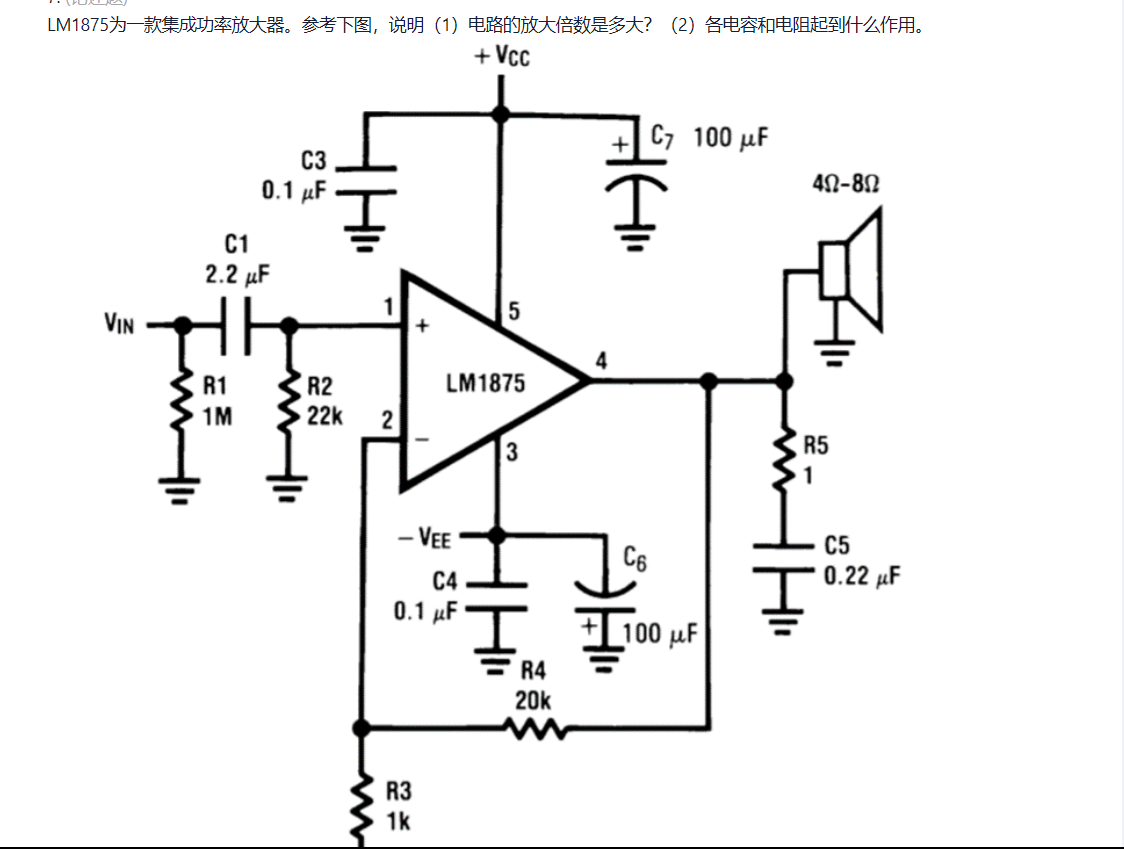 LM1875为一款集成功率放大器。参考下图，说明（1）电路的放大倍数是多大？（2）各电容和电阻起到什么作用。
+ VCC
C3
0.1 μF
+ C7 100 μF
4Ω-8Ω
C1
2.2 μF
VIN
1
+
5
R1
1M
R2
22k
LM1875
4
2
−
3
R5
1
− VEE
C4
0.1 μF
C6
+ 100 μF
C5
0.22 μF
R4
20k
R3
1k